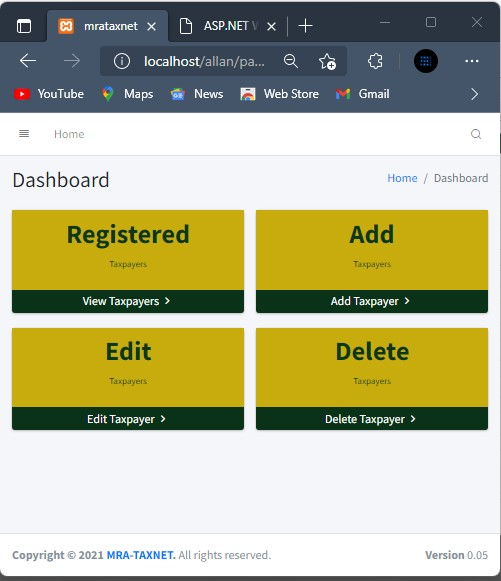 mrataxnet
ASP.NET W
localhost/allan/pa...
YouTube Maps News Web Store Gmail
Home
Dashboard
Home / Dashboard
Registered
Taxpayers
View Taxpayers
Add
Taxpayers
Add Taxpayer
Edit
Taxpayers
Edit Taxpayer
Delete
Taxpayers
Delete Taxpayer
Copyright © 2021 MRA-TAXNET. All rights reserved.
Version 0.05